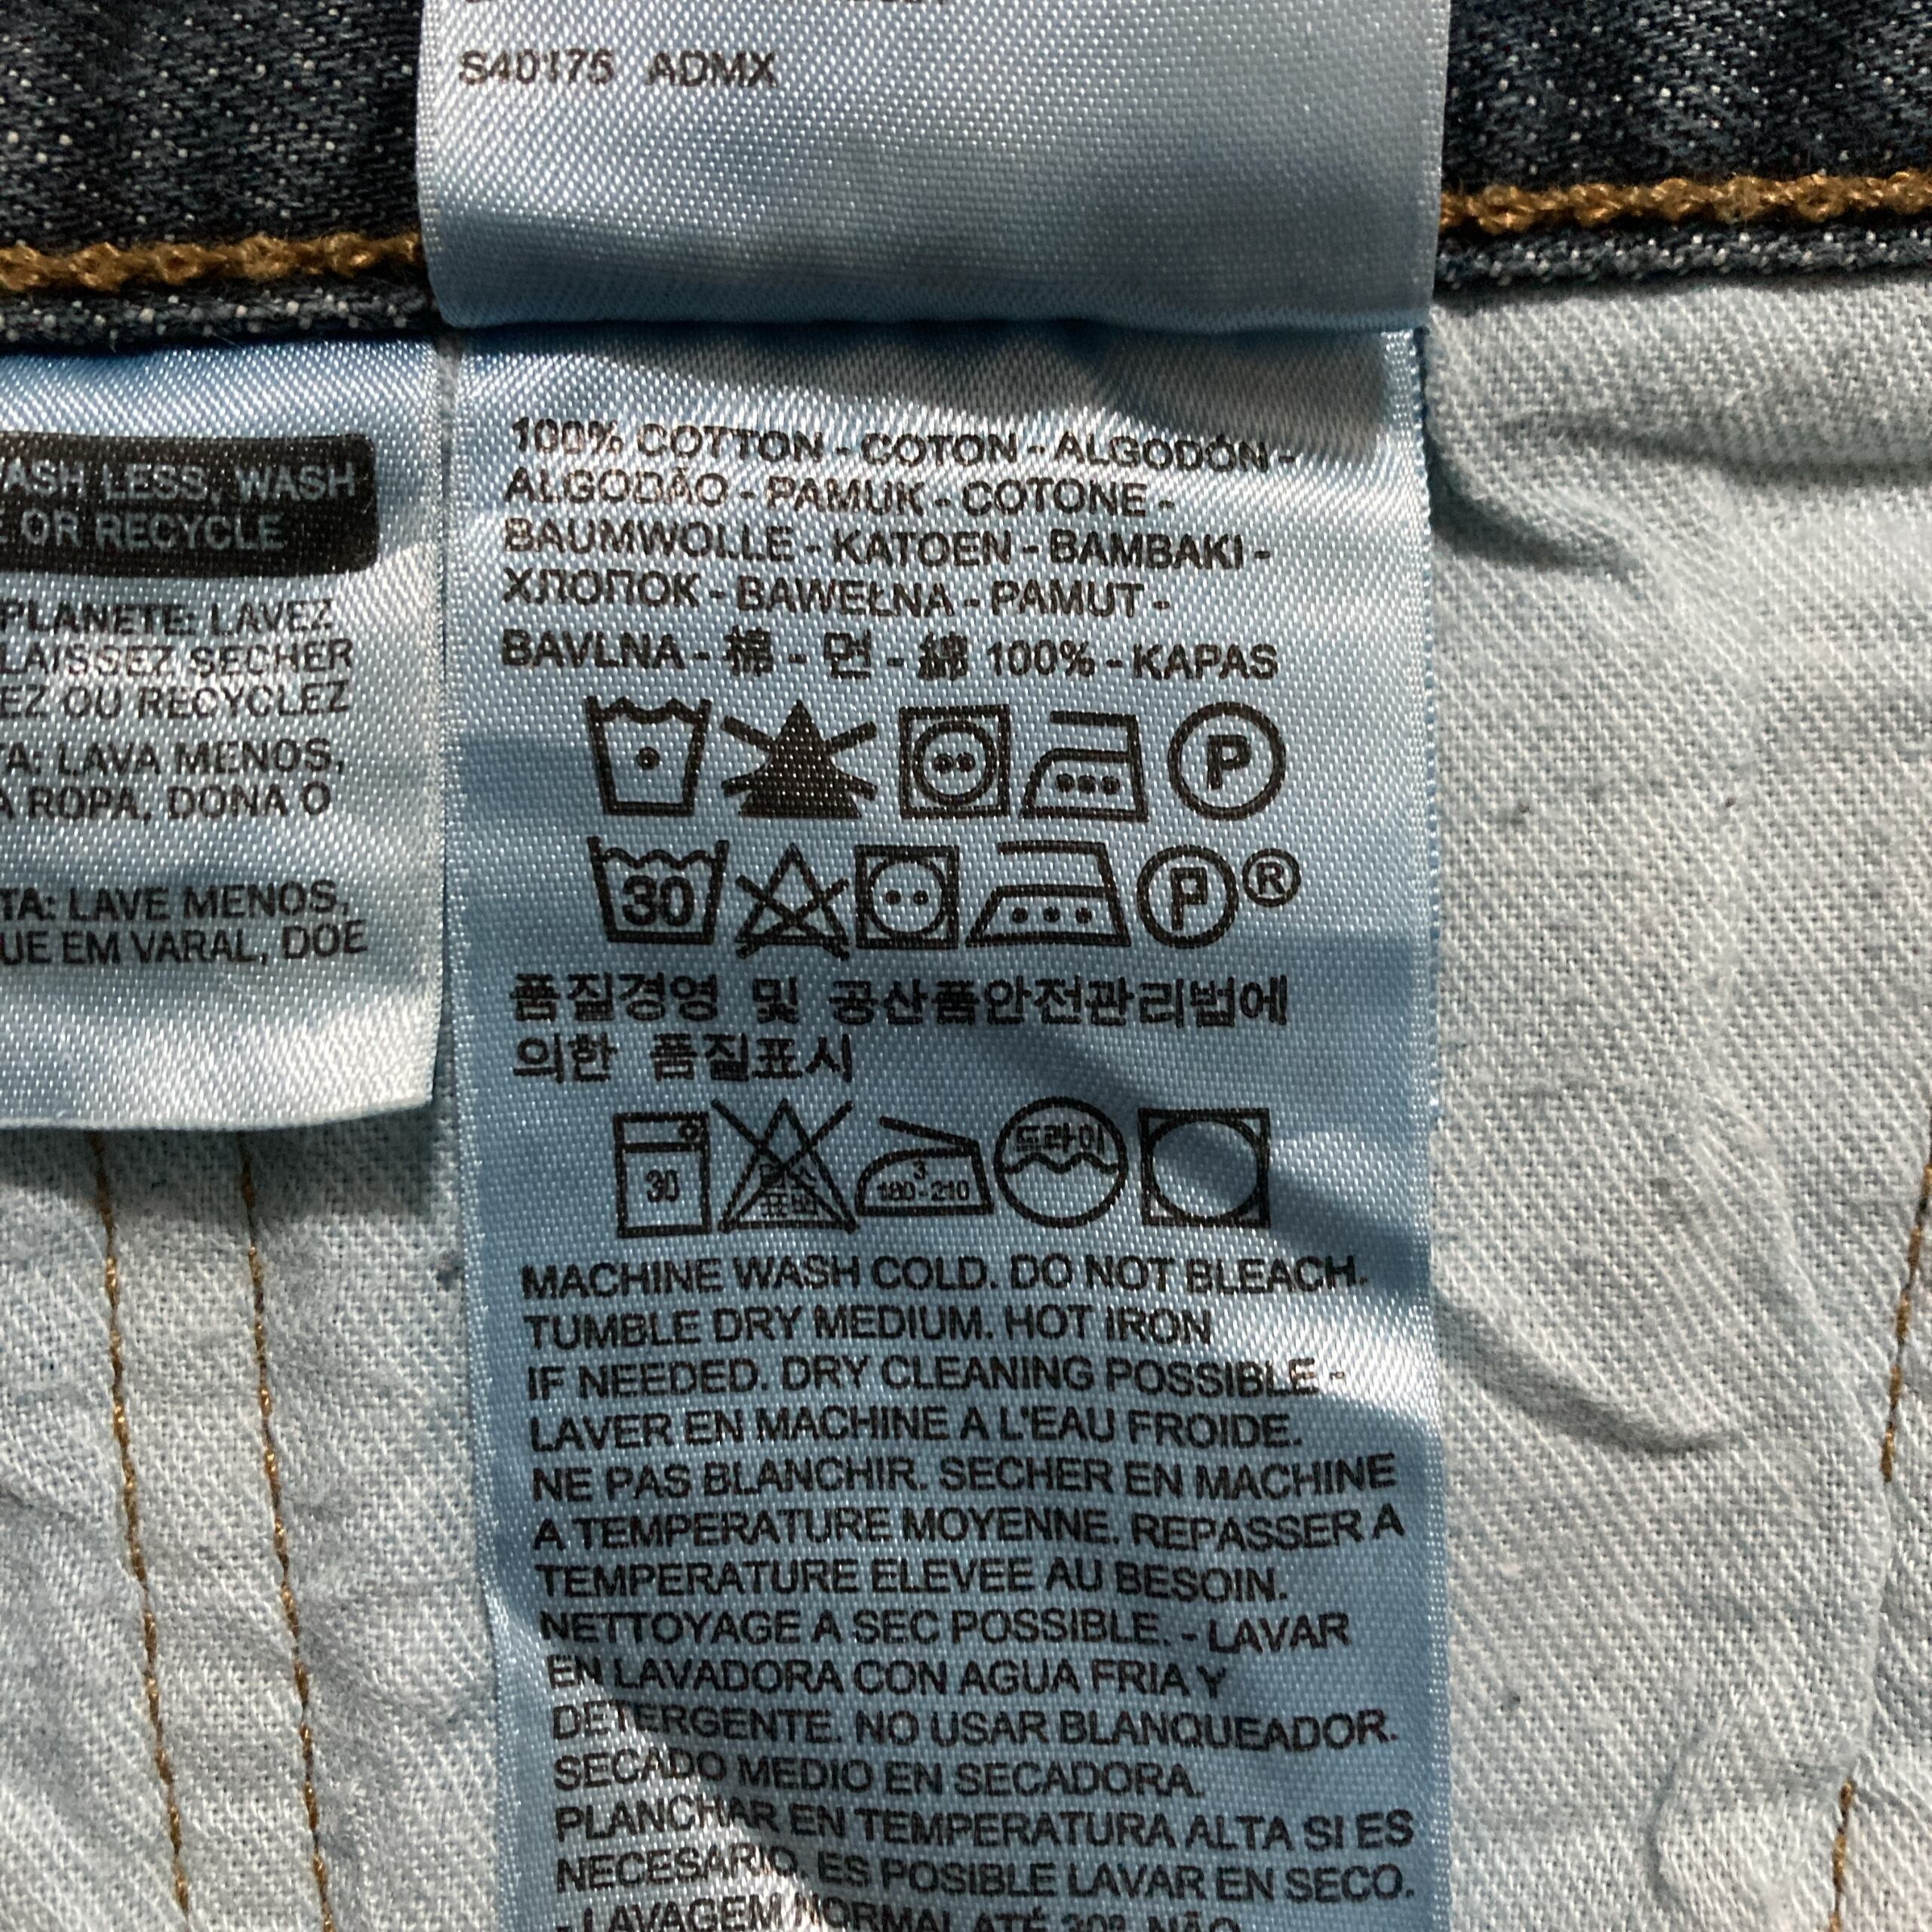 S40175 ADMX
ASH LESS, WASH
OR RECYCLE
PLANETE: LAVEZ
LAISSEZ SECHER
EZ OU RECYCLEZ
A: LAVA MENOS,
A ROPA, DONA O
TA: LAVE MENOS,
UE EM VARAL, DOE
100% COTTON - COTON - ALGODÓN -
ALGODÃO - PAMUK - COTONE -
BAUMWOLLE - KATOEN - BAMBAKI -
ХЛОПОК - BAWEŁNA - PAMUT -
BAVLNA - 棉 - 면 - 綿 100% - KAPAS
P
30 P ®
품질경영 및 공산품안전관리법에
의한 품질표시
30 3 180-210 드라이
MACHINE WASH COLD. DO NOT BLEACH.
TUMBLE DRY MEDIUM. HOT IRON
IF NEEDED. DRY CLEANING POSSIBLE -
LAVER EN MACHINE A L'EAU FROIDE.
NE PAS BLANCHIR. SECHER EN MACHINE
A TEMPERATURE MOYENNE. REPASSER A
TEMPERATURE ELEVEE AU BESOIN.
NETTOYAGE A SEC POSSIBLE. - LAVAR
EN LAVADORA CON AGUA FRIA Y
DETERGENTE. NO USAR BLANQUEADOR.
SECADO MEDIO EN SECADORA.
PLANCHAR EN TEMPERATURA ALTA SI ES
NECESARIO. ES POSIBLE LAVAR EN SECO.
- LAVAGEM NORMAL ATÉ 30º. NÃO